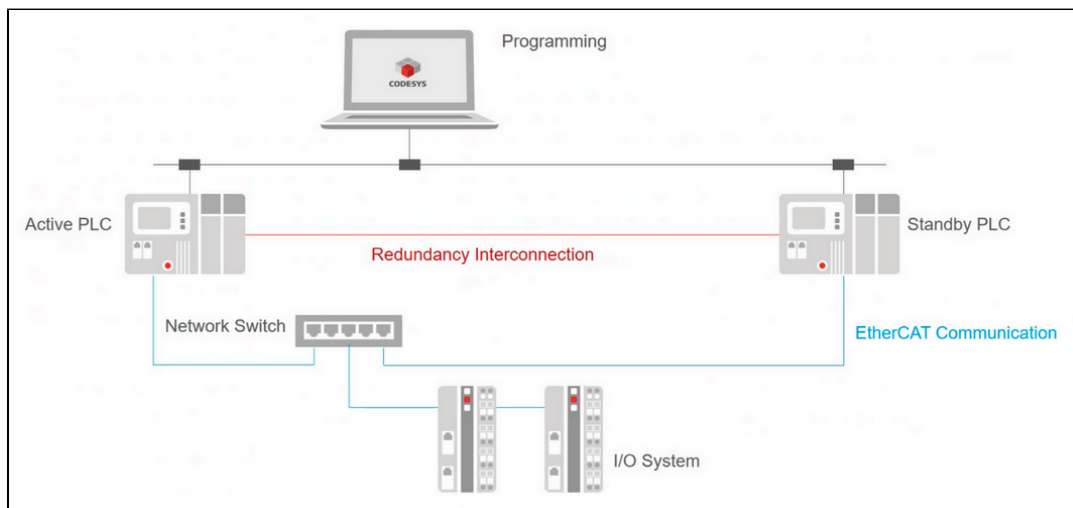 Programming
CODESYS
Active PLC
Standby PLC
Redundancy Interconnection
Network Switch
EtherCAT Communication
I/O System